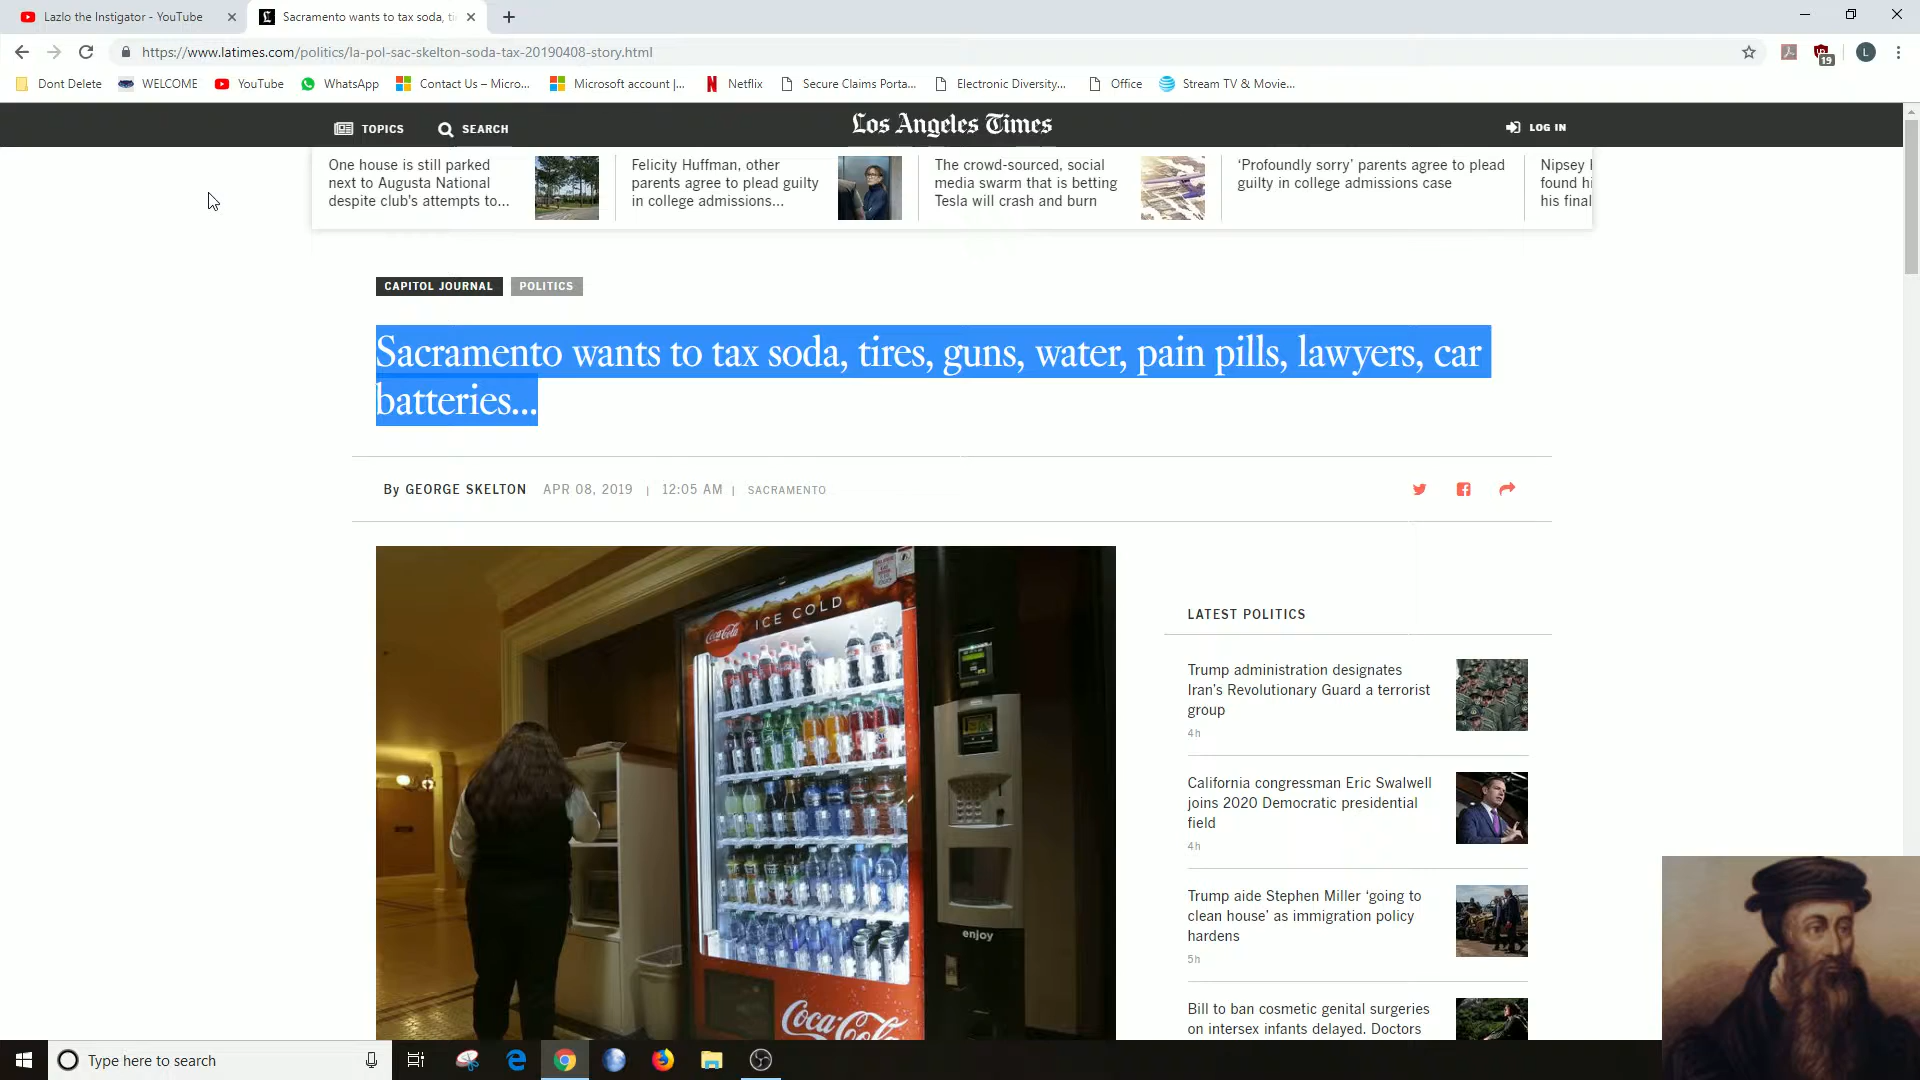 Lazlo the Instigator - YouTube
Sacramento wants to tax soda, ti
https://www.latimes.com/politics/la-pol-sac-skelton-soda-tax-20190408-story.html
19
L
Dont Delete
WELCOME
YouTube
WhatsApp
Contact Us – Micro...
Microsoft account |...
Netflix
Secure Claims Porta...
Electronic Diversity...
Office
Stream TV & Movie...
TOPICS
SEARCH
Los Angeles Times
LOG IN
One house is still parked
next to Augusta National
despite club's attempts to...
Felicity Huffman, other
parents agree to plead guilty
in college admissions...
The crowd-sourced, social
media swarm that is betting
Tesla will crash and burn
‘Profoundly sorry’ parents agree to plead
guilty in college admissions case
Nipsey
found hi
his final
CAPITOL JOURNAL
POLITICS
Sacramento wants to tax soda, tires, guns, water, pain pills, lawyers, car
batteries...
By GEORGE SKELTON APR 08, 2019 | 12:05 AM | SACRAMENTO
Coca-Cola
ICE COLD
enjoy
Coca-Cola
LATEST POLITICS
Trump administration designates
Iran's Revolutionary Guard a terrorist
group
4h
California congressman Eric Swalwell
joins 2020 Democratic presidential
field
4h
Trump aide Stephen Miller ‘going to
clean house’ as immigration policy
hardens
5h
Bill to ban cosmetic genital surgeries
on intersex infants delayed. Doctors
Type here to search